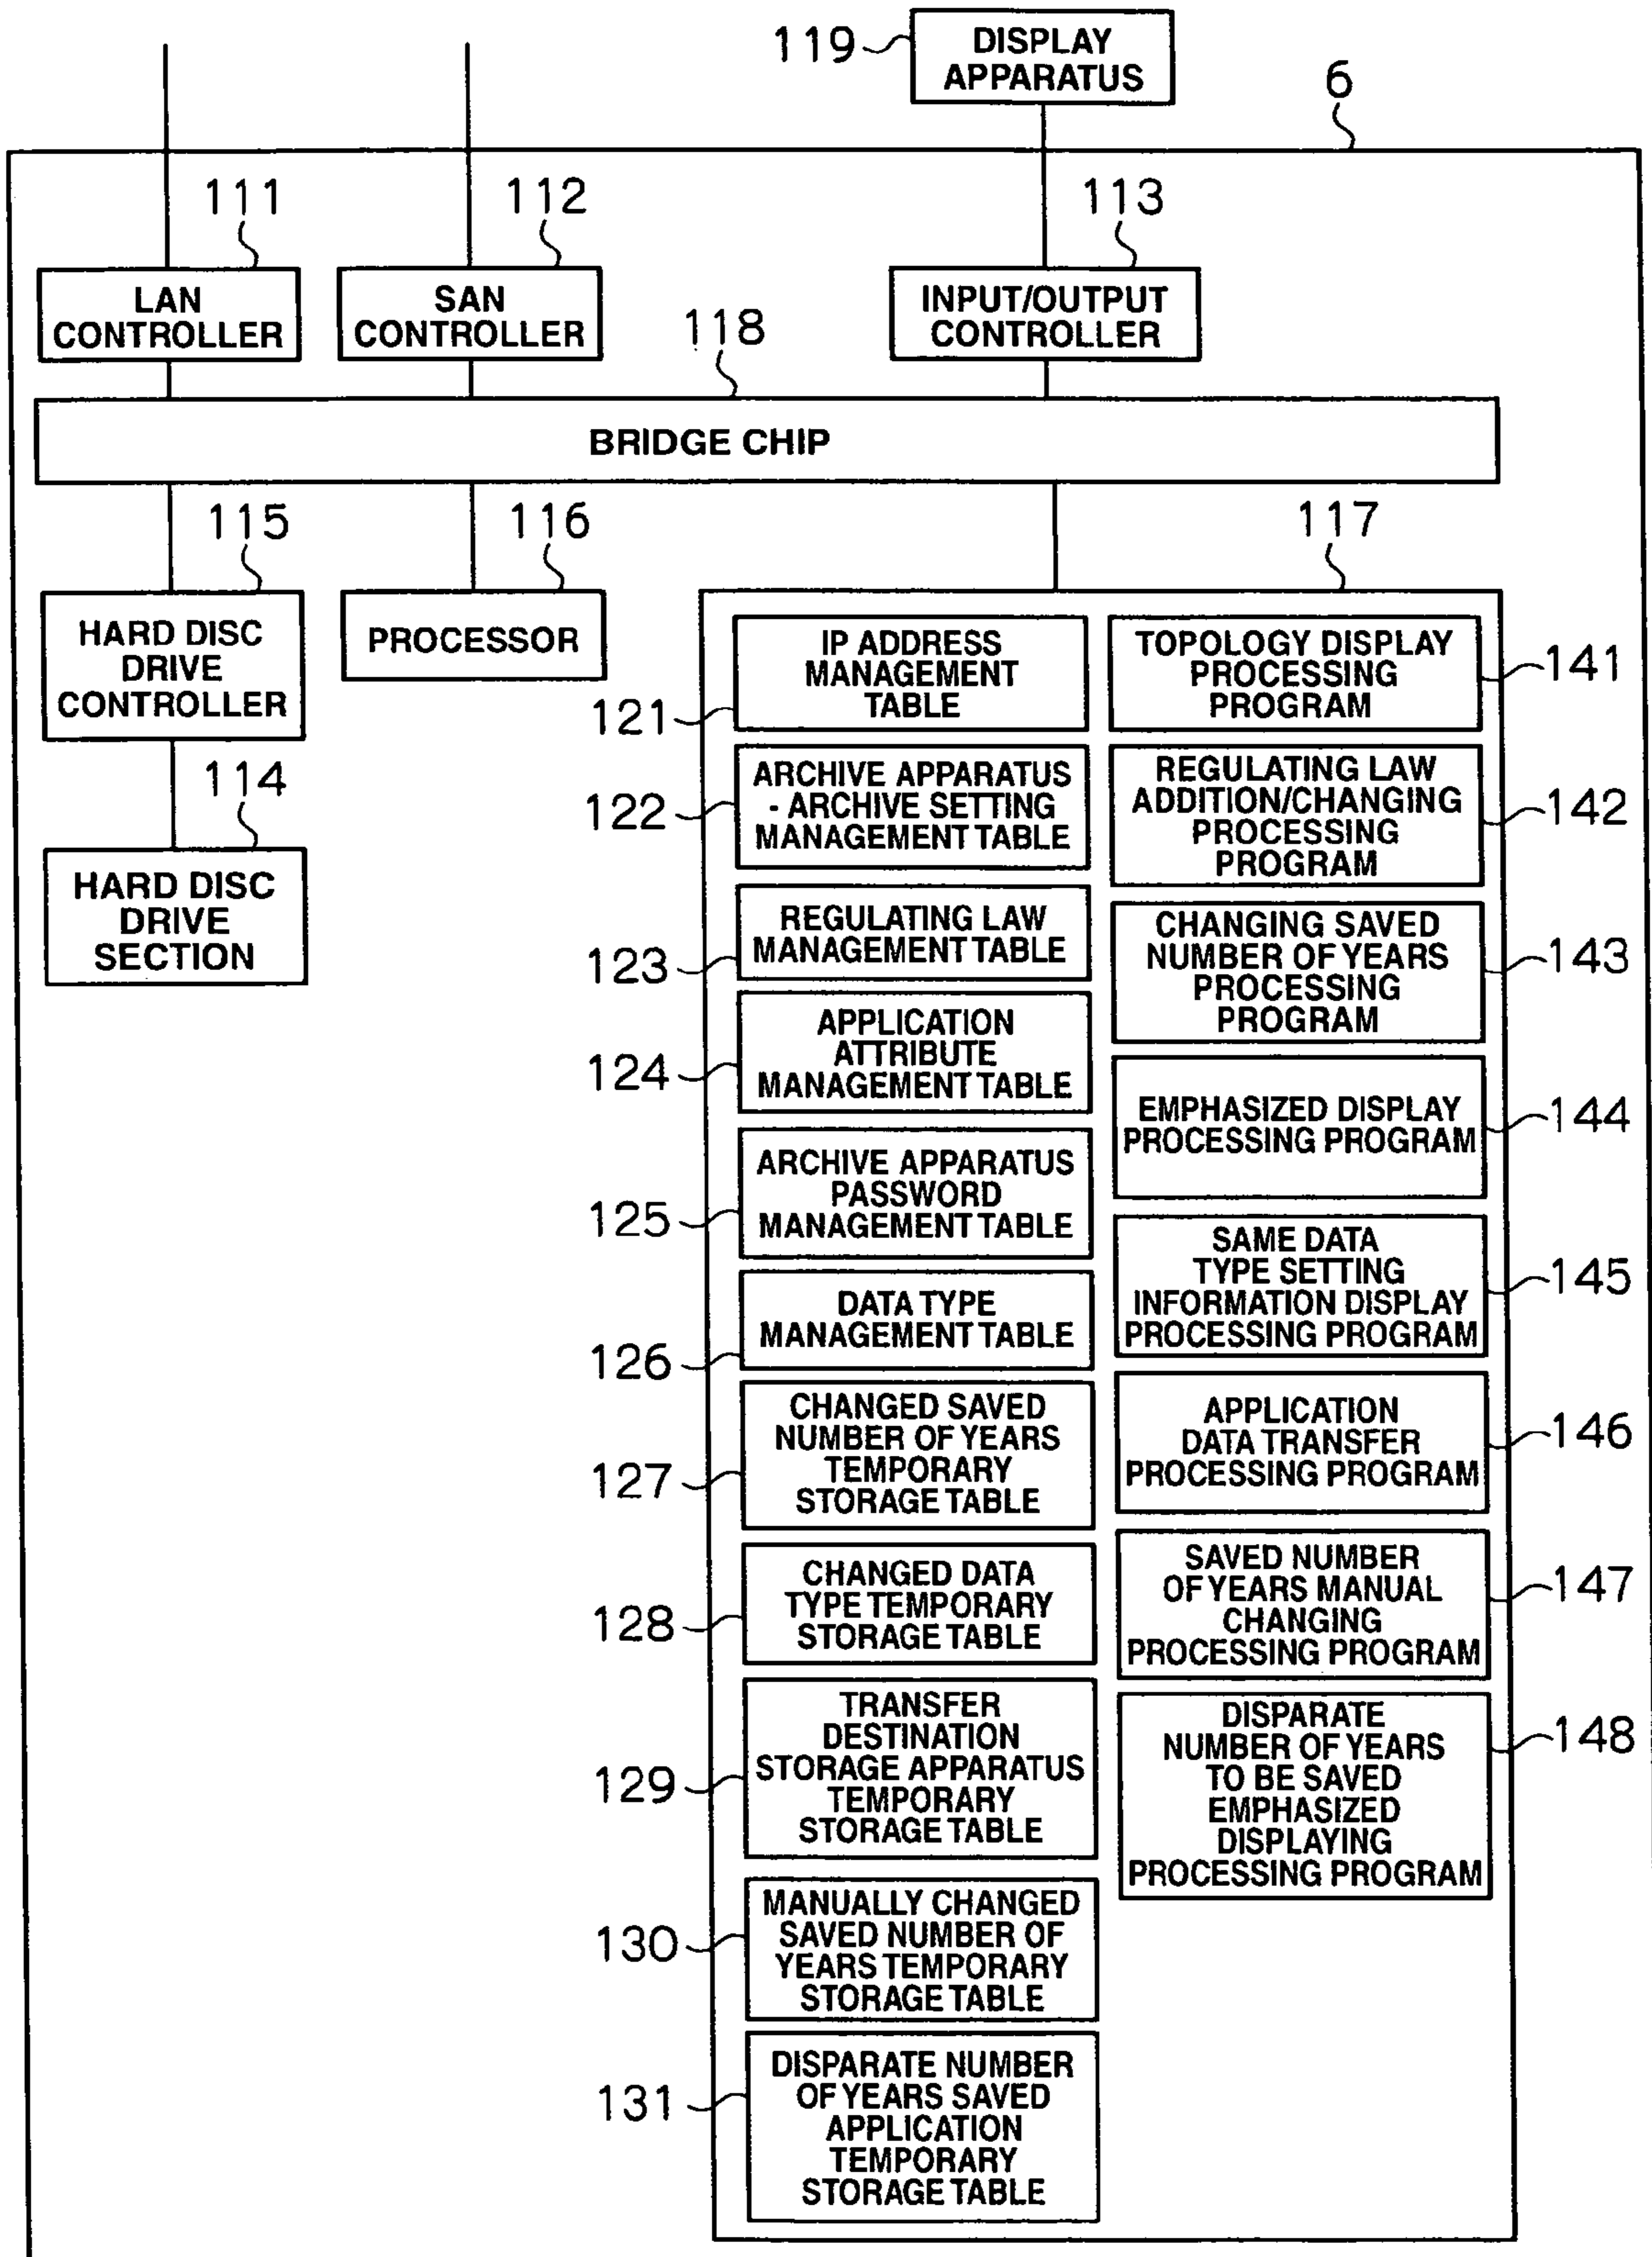 119
DISPLAY
APPARATUS
6
111
112
113
LAN
CONTROLLER
SAN
CONTROLLER
INPUT/OUTPUT
CONTROLLER
118
BRIDGE CHIP
115
116
117
HARD DISC
DRIVE
CONTROLLER
PROCESSOR
114
HARD DISC
DRIVE
SECTION
121
IP ADDRESS
MANAGEMENT
TABLE
122
ARCHIVE APPARATUS
- ARCHIVE SETTING
MANAGEMENT TABLE
123
REGULATING LAW
MANAGEMENT TABLE
124
APPLICATION
ATTRIBUTE
MANAGEMENT TABLE
125
ARCHIVE APPARATUS
PASSWORD
MANAGEMENT TABLE
126
DATA TYPE
MANAGEMENT TABLE
127
CHANGED SAVED
NUMBER OF YEARS
TEMPORARY
STORAGE TABLE
128
CHANGED DATA
TYPE TEMPORARY
STORAGE TABLE
129
TRANSFER
DESTINATION
STORAGE APPARATUS
TEMPORARY
STORAGE TABLE
130
MANUALLY CHANGED
SAVED NUMBER OF
YEARS TEMPORARY
STORAGE TABLE
131
DISPARATE NUMBER
OF YEARS SAVED
APPLICATION
TEMPORARY
STORAGE TABLE
TOPOLOGY DISPLAY
PROCESSING
PROGRAM
141
REGULATING LAW
ADDITION/CHANGING
PROCESSING
PROGRAM
142
CHANGING SAVED
NUMBER OF YEARS
PROCESSING
PROGRAM
143
EMPHASIZED DISPLAY
PROCESSING PROGRAM
144
SAME DATA
TYPE SETTING
INFORMATION DISPLAY
PROCESSING PROGRAM
145
APPLICATION
DATA TRANSFER
PROCESSING PROGRAM
146
SAVED NUMBER
OF YEARS MANUAL
CHANGING
PROCESSING PROGRAM
147
DISPARATE
NUMBER OF YEARS
TO BE SAVED
EMPHASIZED
DISPLAYING
PROCESSING PROGRAM
148